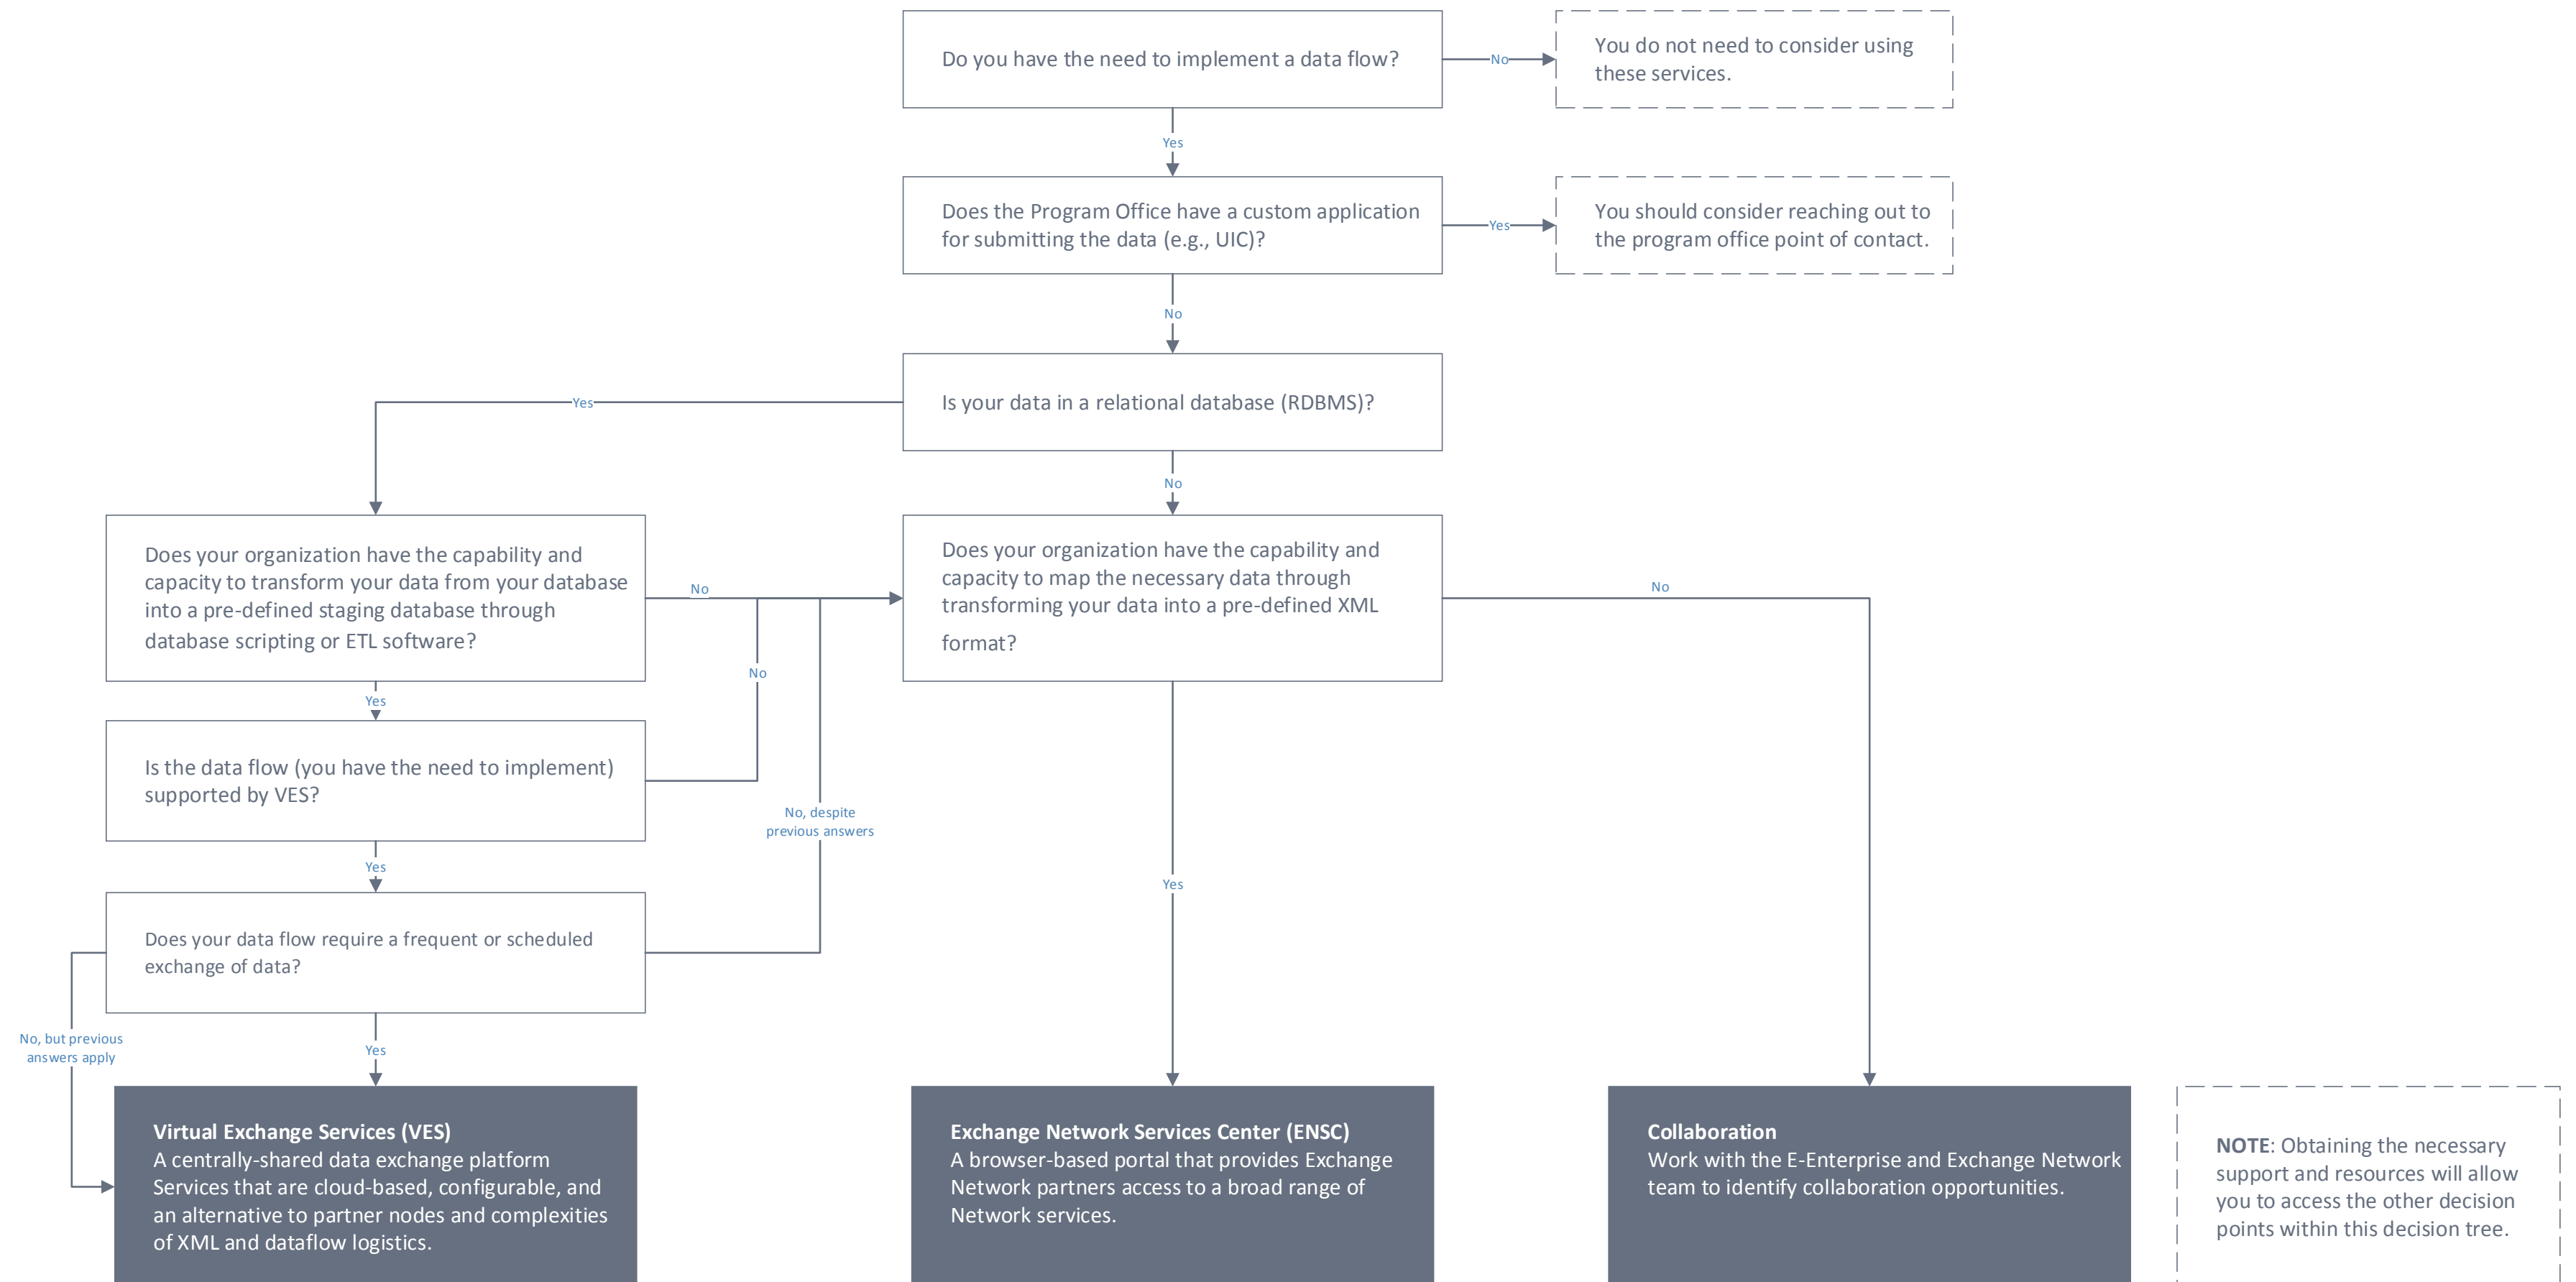 Do you have the need to implement a data flow?
No
You do not need to consider using
these services.
Yes
Does the Program Office have a custom application
for submitting the data (e.g., UIC)?
Yes
You should consider reaching out to
the program office point of contact.
No
Is your data in a relational database (RDBMS)?
Yes
No
Does your organization have the capability and
capacity to transform your data from your database
into a pre-defined staging database through
database scripting or ETL software?
No
Does your organization have the capability and
capacity to map the necessary data through
transforming your data into a pre-defined XML
format?
No
Yes
No
Is the data flow (you have the need to implement)
supported by VES?
No, despite
previous answers
Yes
Yes
Does your data flow require a frequent or scheduled
exchange of data?
No, but previous
answers apply
Yes
Virtual Exchange Services (VES)
A centrally-shared data exchange platform
Services that are cloud-based, configurable, and
an alternative to partner nodes and complexities
of XML and dataflow logistics.
Exchange Network Services Center (ENSC)
A browser-based portal that provides Exchange
Network partners access to a broad range of
Network services.
Collaboration
Work with the E-Enterprise and Exchange Network
team to identify collaboration opportunities.
NOTE: Obtaining the necessary
support and resources will allow
you to access the other decision
points within this decision tree.